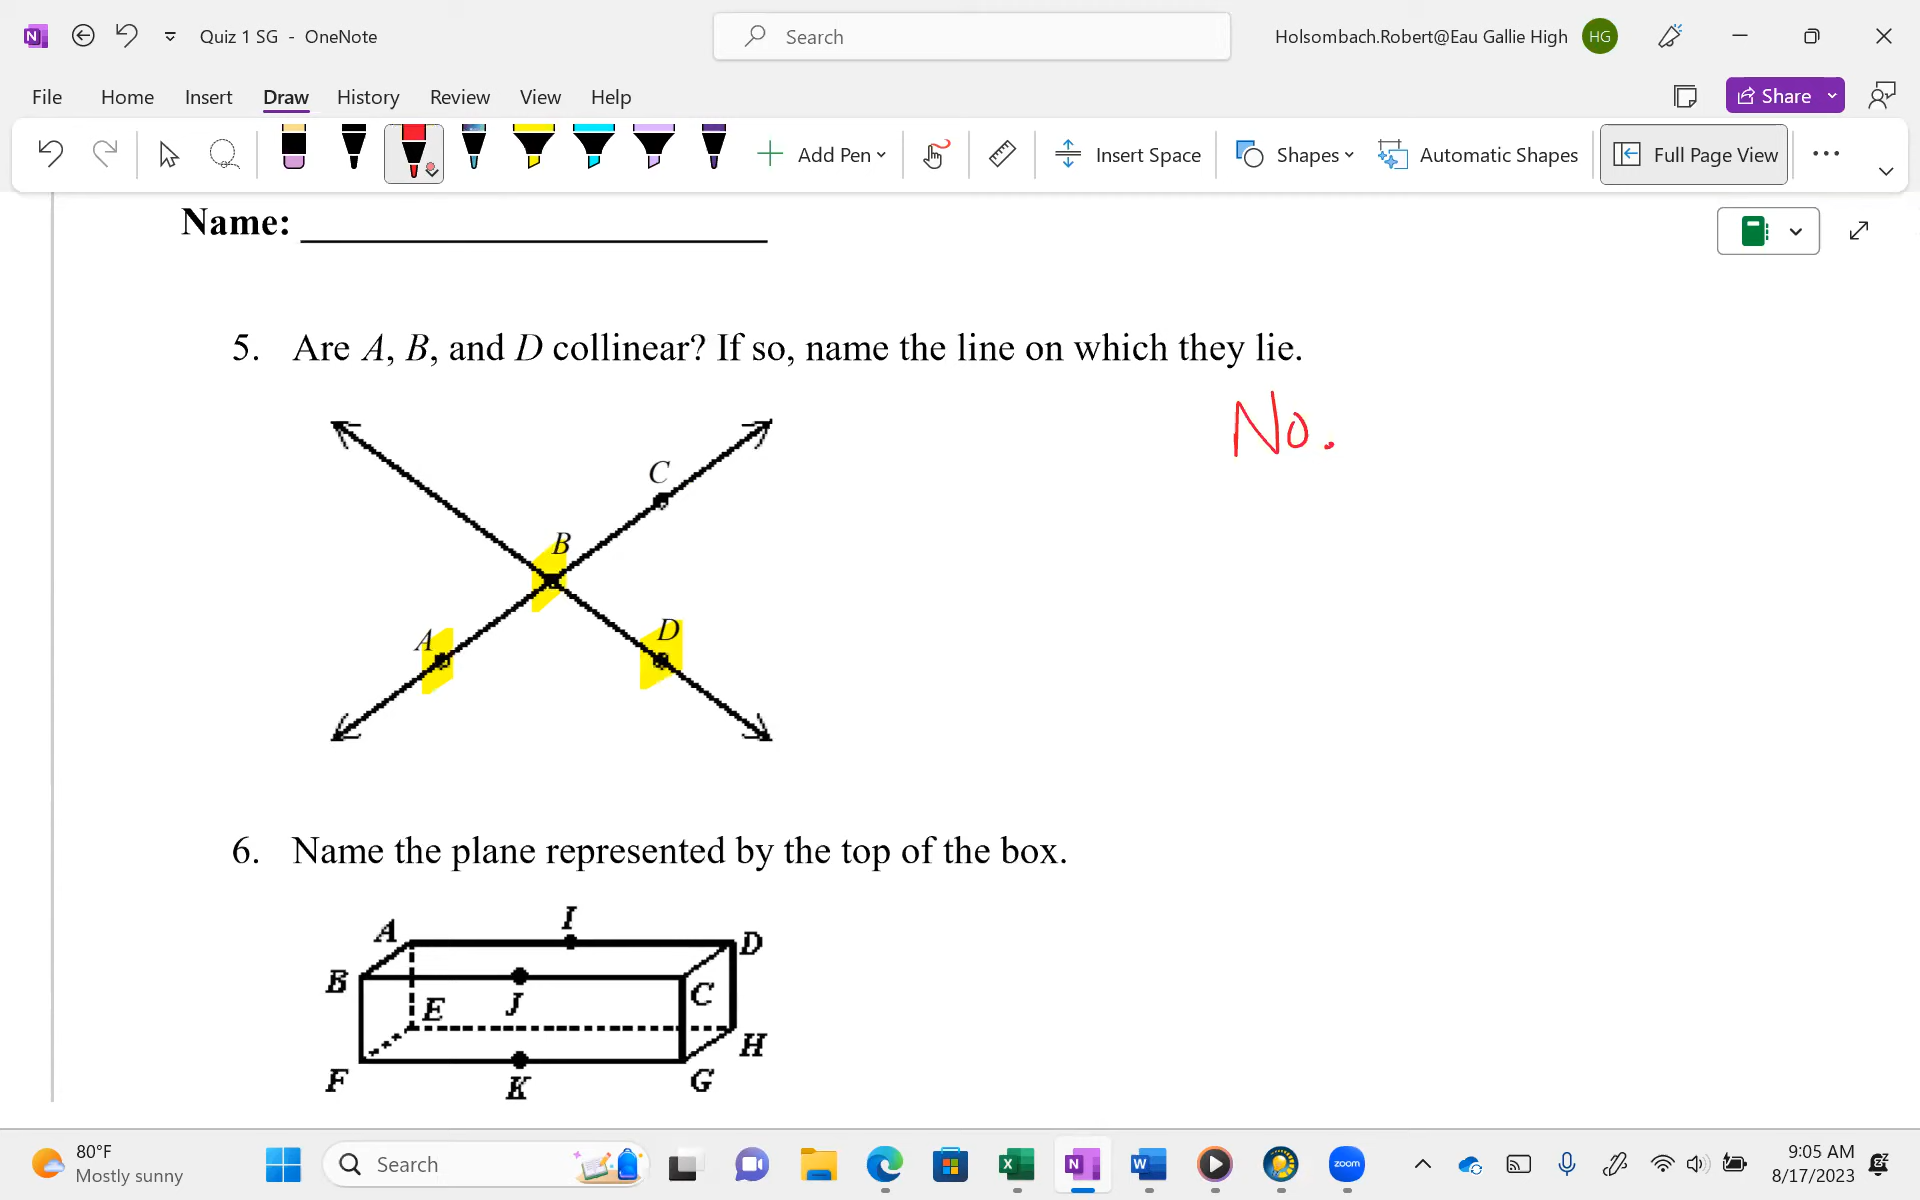 Quiz 1 SG - OneNote
Search
Holsombach.Robert@Eau Gallie High
HG
File Home Insert Draw History Review View Help
Share
Add Pen
Insert Space
Shapes
Automatic Shapes
Full Page View
Name: ____________________
5. Are A, B, and D collinear? If so, name the line on which they lie.
No.
C
B
A
D
6. Name the plane represented by the top of the box.
I
A
D
B
J
C
E
H
F
K
G
80°F
Mostly sunny
Search
zoom
9:05 AM
8/17/2023